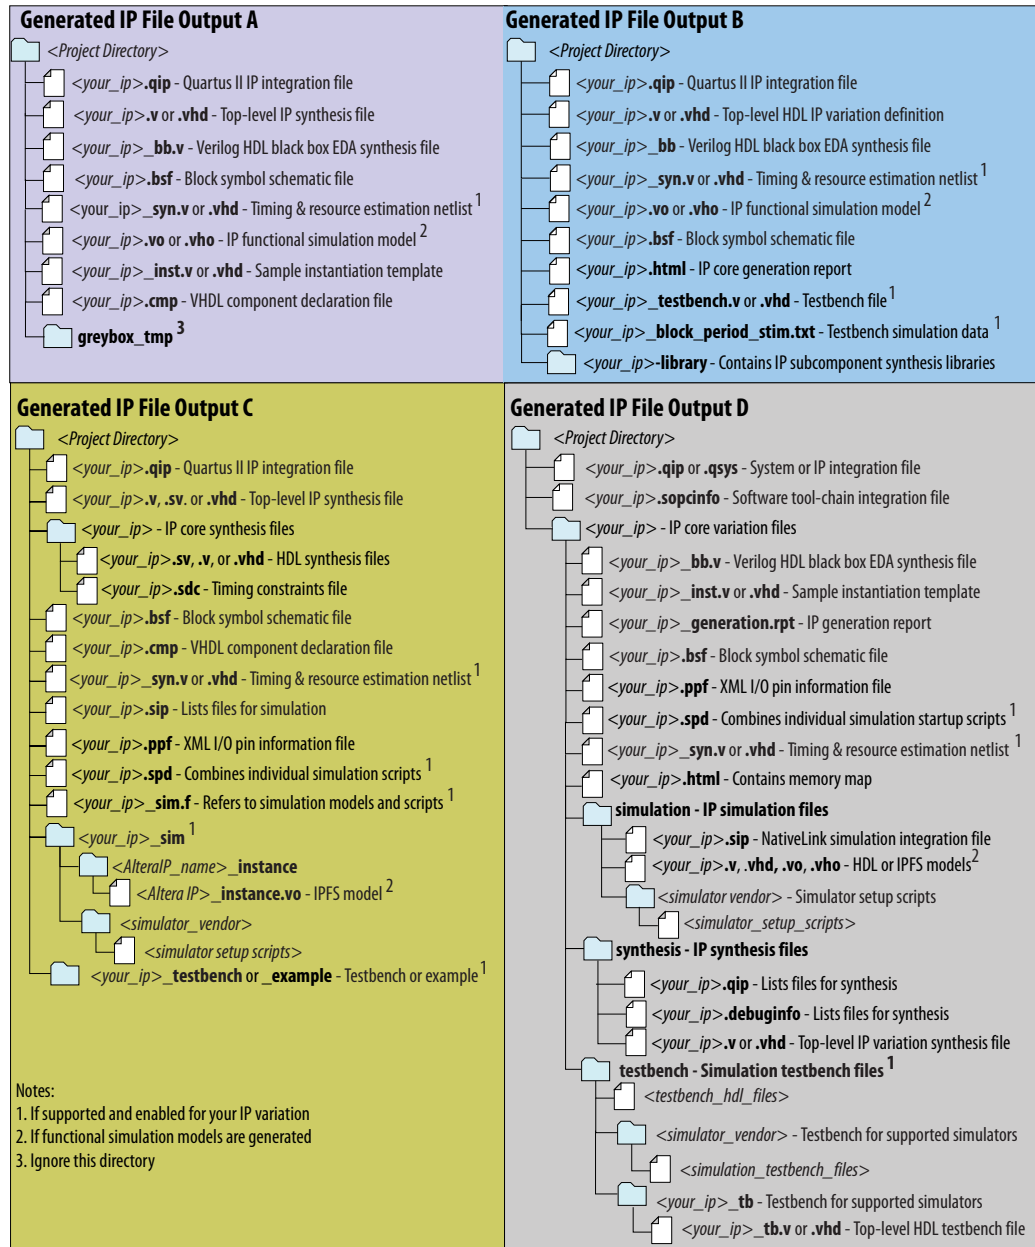 Generated IP File Output A
<Project Directory>
<your_ip>.qip - Quartus II IP integration file
<your_ip>.v or .vhd - Top-level IP synthesis file
<your_ip>_bb.v - Verilog HDL black box EDA synthesis file
<your_ip>.bsf - Block symbol schematic file
<your_ip>_syn.v or .vhd - Timing & resource estimation netlist 1
<your_ip>.vo or .vho - IP functional simulation model 2
<your_ip>_inst.v or .vhd - Sample instantiation template
<your_ip>.cmp - VHDL component declaration file
greybox_tmp 3
Generated IP File Output B
<Project Directory>
<your_ip>.qip - Quartus II IP integration file
<your_ip>.v or .vhd - Top-level HDL IP variation definition
<your_ip>_bb - Verilog HDL black box EDA synthesis file
<your_ip>_syn.v or .vhd - Timing & resource estimation netlist 1
<your_ip>.vo or .vho - IP functional simulation model 2
<your_ip>.bsf - Block symbol schematic file
<your_ip>.html - IP core generation report
<your_ip>_testbench.v or .vhd - Testbench file 1
<your_ip>_block_period_stim.txt - Testbench simulation data 1
<your_ip>-library - Contains IP subcomponent synthesis libraries
Generated IP File Output C
<Project Directory>
<your_ip>.qip - Quartus II IP integration file
<your_ip>.v, .sv. or .vhd - Top-level IP synthesis file
<your_ip> - IP core synthesis files
<your_ip>.sv, .v, or .vhd - HDL synthesis files
<your_ip>.sdc - Timing constraints file
<your_ip>.bsf - Block symbol schematic file
<your_ip>.cmp - VHDL component declaration file
<your_ip>_syn.v or .vhd - Timing & resource estimation netlist 1
<your_ip>.sip - Lists files for simulation
<your_ip>.ppf - XML I/O pin information file
<your_ip>.spd - Combines individual simulation scripts 1
<your_ip>_sim.f - Refers to simulation models and scripts 1
<your_ip>_sim 1
<AlteraIP_name>_instance
<Altera IP>_instance.vo - IPFS model 2
<simulator_vendor>
<simulator setup scripts>
<your_ip>_testbench or _example - Testbench or example 1
Notes:
1. If supported and enabled for your IP variation
2. If functional simulation models are generated
3. Ignore this directory
Generated IP File Output D
<Project Directory>
<your_ip>.qip or .qsys - System or IP integration file
<your_ip>.sopcinfo - Software tool-chain integration file
<your_ip> - IP core variation files
<your_ip>_bb.v - Verilog HDL black box EDA synthesis file
<your_ip>_inst.v or .vhd - Sample instantiation template
<your_ip>_generation.rpt - IP generation report
<your_ip>.bsf - Block symbol schematic file
<your_ip>.ppf - XML I/O pin information file
<your_ip>.spd - Combines individual simulation startup scripts 1
<your_ip>_syn.v or .vhd - Timing & resource estimation netlist 1
<your_ip>.html - Contains memory map
simulation - IP simulation files
<your_ip>.sip - NativeLink simulation integration file
<your_ip>.v, .vhd, .vo, .vho - HDL or IPFS models 2
<simulator vendor> - Simulator setup scripts
<simulator_setup_scripts>
synthesis - IP synthesis files
<your_ip>.qip - Lists files for synthesis
<your_ip>.debuginfo - Lists files for synthesis
<your_ip>.v or .vhd - Top-level IP variation synthesis file
testbench - Simulation testbench files 1
<testbench_hdl_files>
<simulator_vendor> - Testbench for supported simulators
<simulation_testbench_files>
<your_ip>_tb - Testbench for supported simulators
<your_ip>_tb.v or .vhd - Top-level HDL testbench file